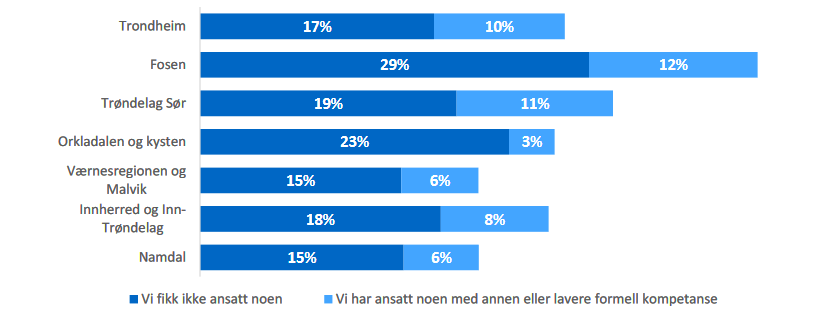 Trondheim 17% 10%
Fosen 29% 12%
Trøndelag Sør 19% 11%
Orkladalen og kysten 23% 3%
Værnesregionen og
Malvik 15% 6%
Innherred og Inn-
Trøndelag 18% 8%
Namdal 15% 6%
Vi fikk ikke ansatt noen Vi har ansatt noen med annen eller lavere formell kompetanse